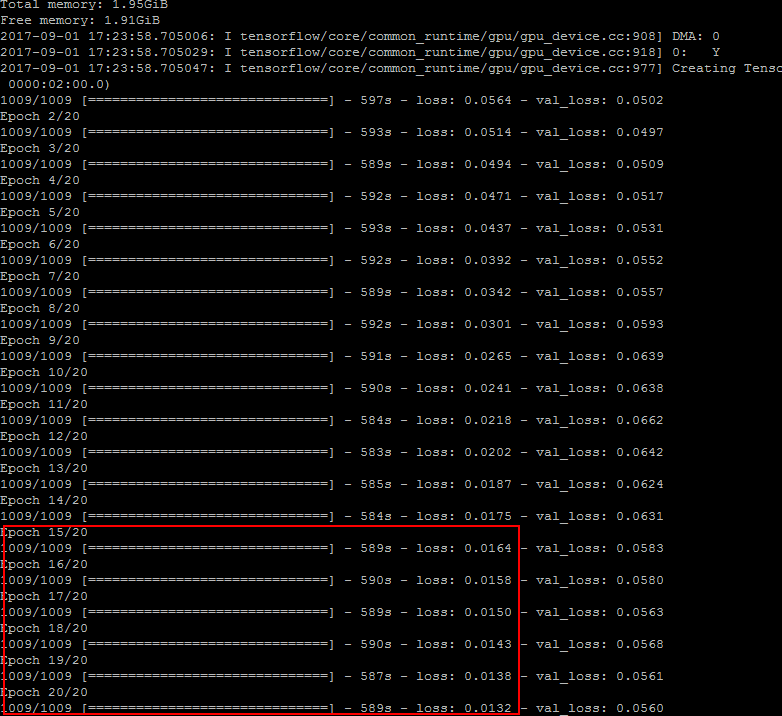 Total memory: 1.95GiB
Free memory: 1.91GiB
2017-09-01 17:23:58.705006: I tensorflow/core/common_runtime/gpu/gpu_device.cc:908] DMA: 0
2017-09-01 17:23:58.705029: I tensorflow/core/common_runtime/gpu/gpu_device.cc:918] 0:   Y
2017-09-01 17:23:58.705047: I tensorflow/core/common_runtime/gpu/gpu_device.cc:977] Creating Tenso
 0000:02:00.0)
1009/1009 [==============================] - 597s - loss: 0.0564 - val_loss: 0.0502
Epoch 2/20
1009/1009 [==============================] - 593s - loss: 0.0514 - val_loss: 0.0497
Epoch 3/20
1009/1009 [==============================] - 589s - loss: 0.0494 - val_loss: 0.0509
Epoch 4/20
1009/1009 [==============================] - 592s - loss: 0.0471 - val_loss: 0.0517
Epoch 5/20
1009/1009 [==============================] - 593s - loss: 0.0437 - val_loss: 0.0531
Epoch 6/20
1009/1009 [==============================] - 592s - loss: 0.0392 - val_loss: 0.0552
Epoch 7/20
1009/1009 [==============================] - 589s - loss: 0.0342 - val_loss: 0.0557
Epoch 8/20
1009/1009 [==============================] - 592s - loss: 0.0301 - val_loss: 0.0593
Epoch 9/20
1009/1009 [==============================] - 591s - loss: 0.0265 - val_loss: 0.0639
Epoch 10/20
1009/1009 [==============================] - 590s - loss: 0.0241 - val_loss: 0.0638
Epoch 11/20
1009/1009 [==============================] - 584s - loss: 0.0218 - val_loss: 0.0662
Epoch 12/20
1009/1009 [==============================] - 583s - loss: 0.0202 - val_loss: 0.0642
Epoch 13/20
1009/1009 [==============================] - 585s - loss: 0.0187 - val_loss: 0.0624
Epoch 14/20
1009/1009 [==============================] - 584s - loss: 0.0175 - val_loss: 0.0631
Epoch 15/20
1009/1009 [==============================] - 589s - loss: 0.0164 - val_loss: 0.0583
Epoch 16/20
1009/1009 [==============================] - 590s - loss: 0.0158 - val_loss: 0.0580
Epoch 17/20
1009/1009 [==============================] - 589s - loss: 0.0150 - val_loss: 0.0563
Epoch 18/20
1009/1009 [==============================] - 590s - loss: 0.0143 - val_loss: 0.0568
Epoch 19/20
1009/1009 [==============================] - 587s - loss: 0.0138 - val_loss: 0.0561
Epoch 20/20
1009/1009 [==============================] - 589s - loss: 0.0132 - val_loss: 0.0560